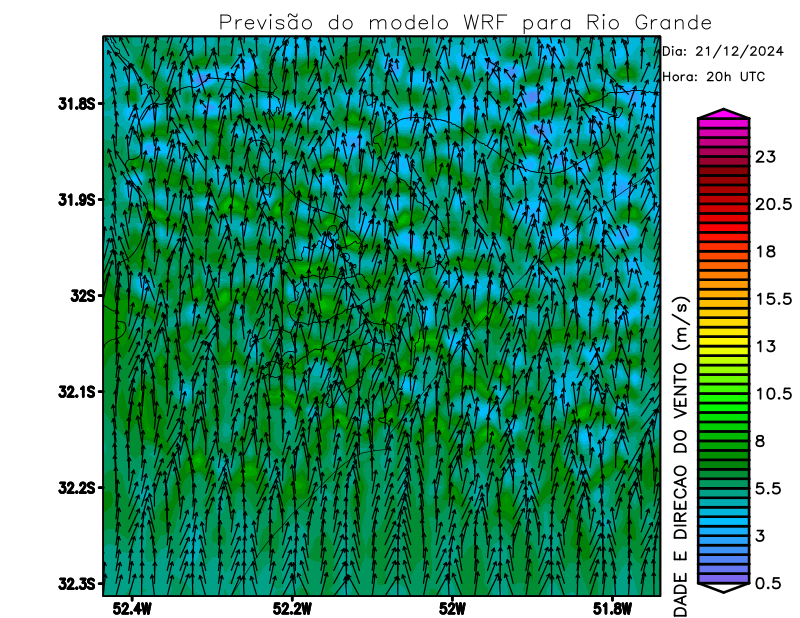 Previsão do modelo WRF para Rio Grande
Dia: 21/12/2024
Hora: 20h UTC
31.8S
31.9S
32S
32.1S
32.2S
32.3S
52.4W
52.2W
52W
51.8W
23
20.5
18
15.5
13
10.5
8
5.5
3
0.5
DADE E DIRECAO DO VENTO (m/s)